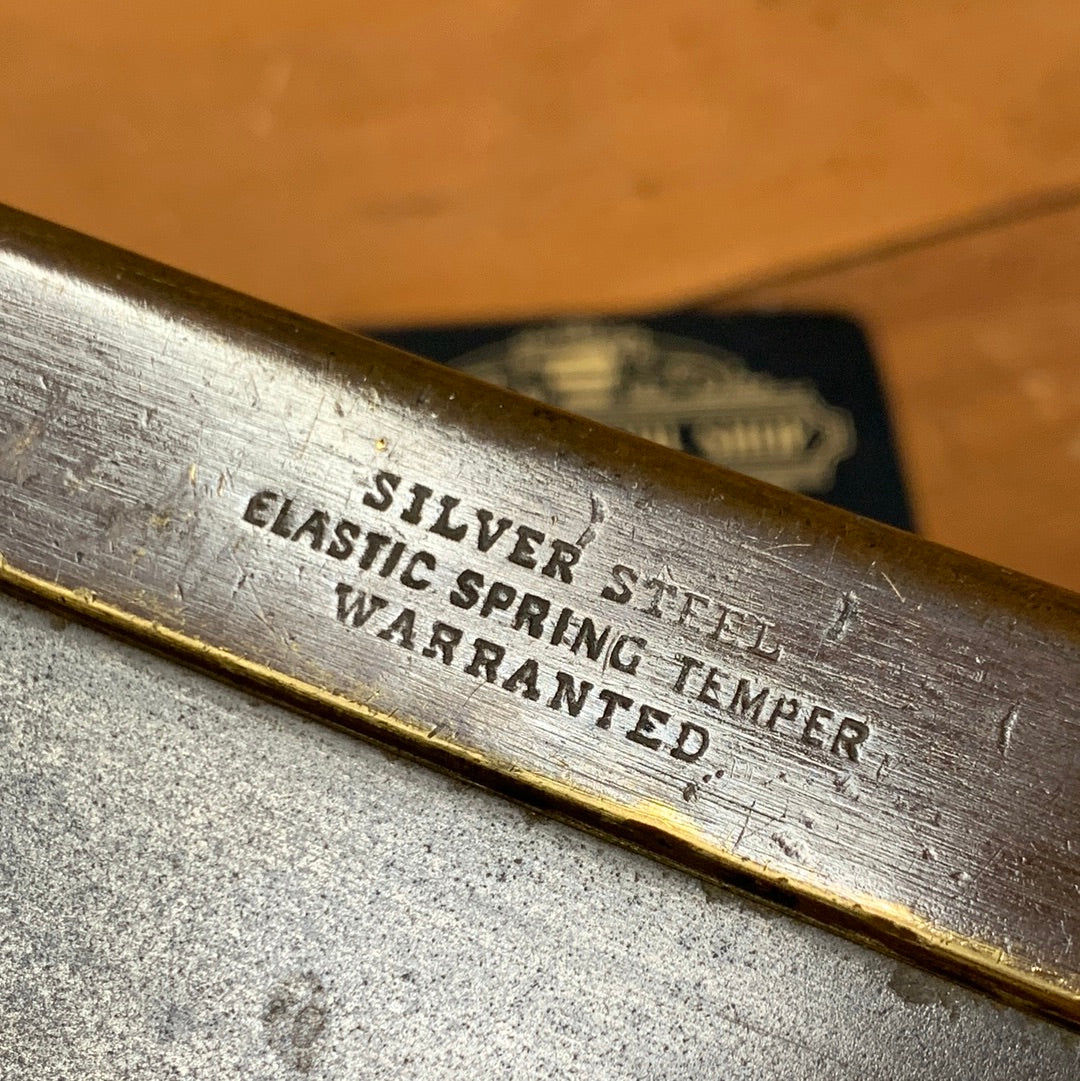 SILVER STEEL
ELASTIC SPRING TEMPER
WARRANTED